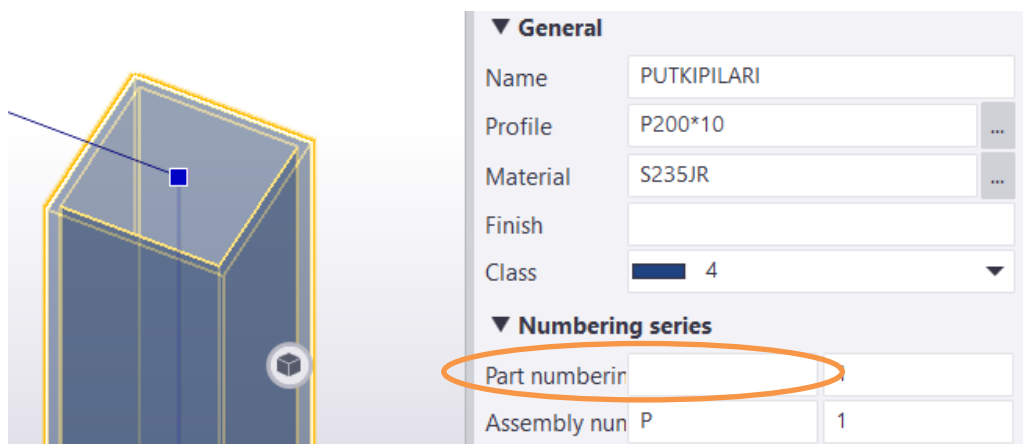 General
Name PUTKIPILARI
Profile P200*10 ...
Material S235JR ...
Finish
Class 4
Numbering series
Part numberin
Assembly num P 1